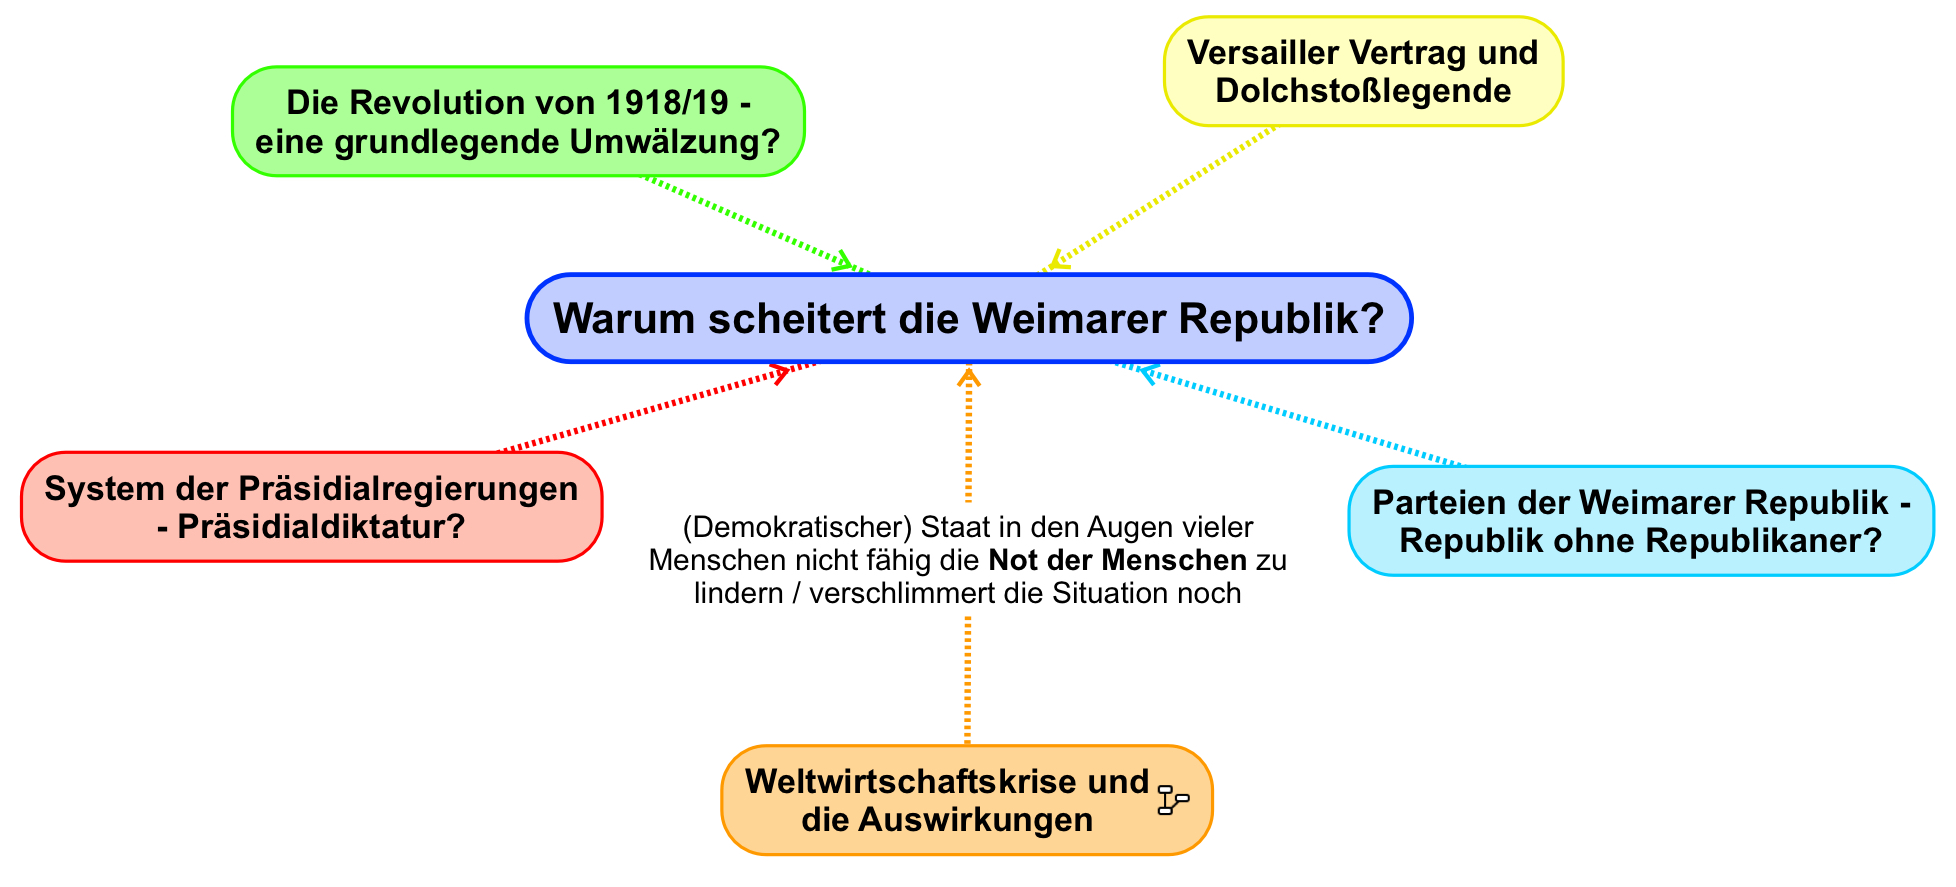 Versailler Vertrag und
Dolchstoßlegende
Die Revolution von 1918/19 -
eine grundlegende Umwälzung?
Warum scheitert die Weimarer Republik?
System der Präsidialregierungen
- Präsidialdiktatur?
(Demokratischer) Staat in den Augen vieler
Menschen nicht fähig die Not der Menschen zu
lindern / verschlimmert die Situation noch
Parteien der Weimarer Republik -
Republik ohne Republikaner?
Weltwirtschaftskrise und
die Auswirkungen